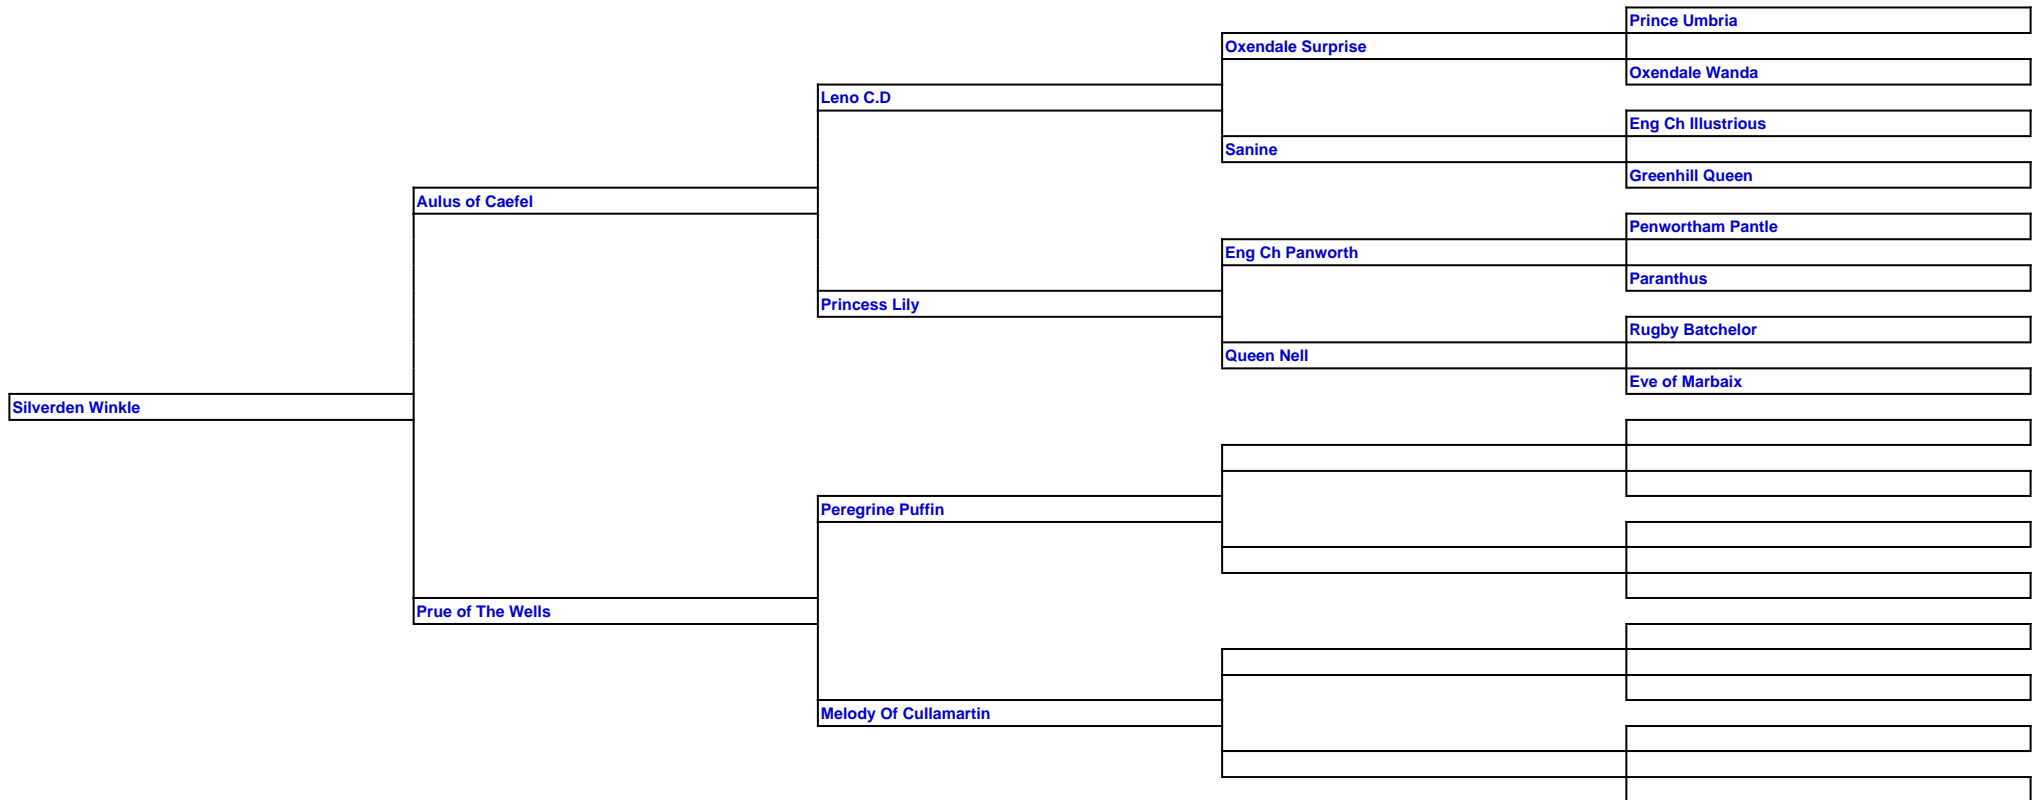 Prince Umbria
Oxendale Surprise
Oxendale Wanda
Leno C.D
Eng Ch Illustrious
Sanine
Greenhill Queen
Aulus of Caefel
Penwortham Pantle
Eng Ch Panworth
Paranthus
Princess Lily
Rugby Batchelor
Queen Nell
Eve of Marbaix
Silverden Winkle
Peregrine Puffin
Prue of The Wells
Melody Of Cullamartin